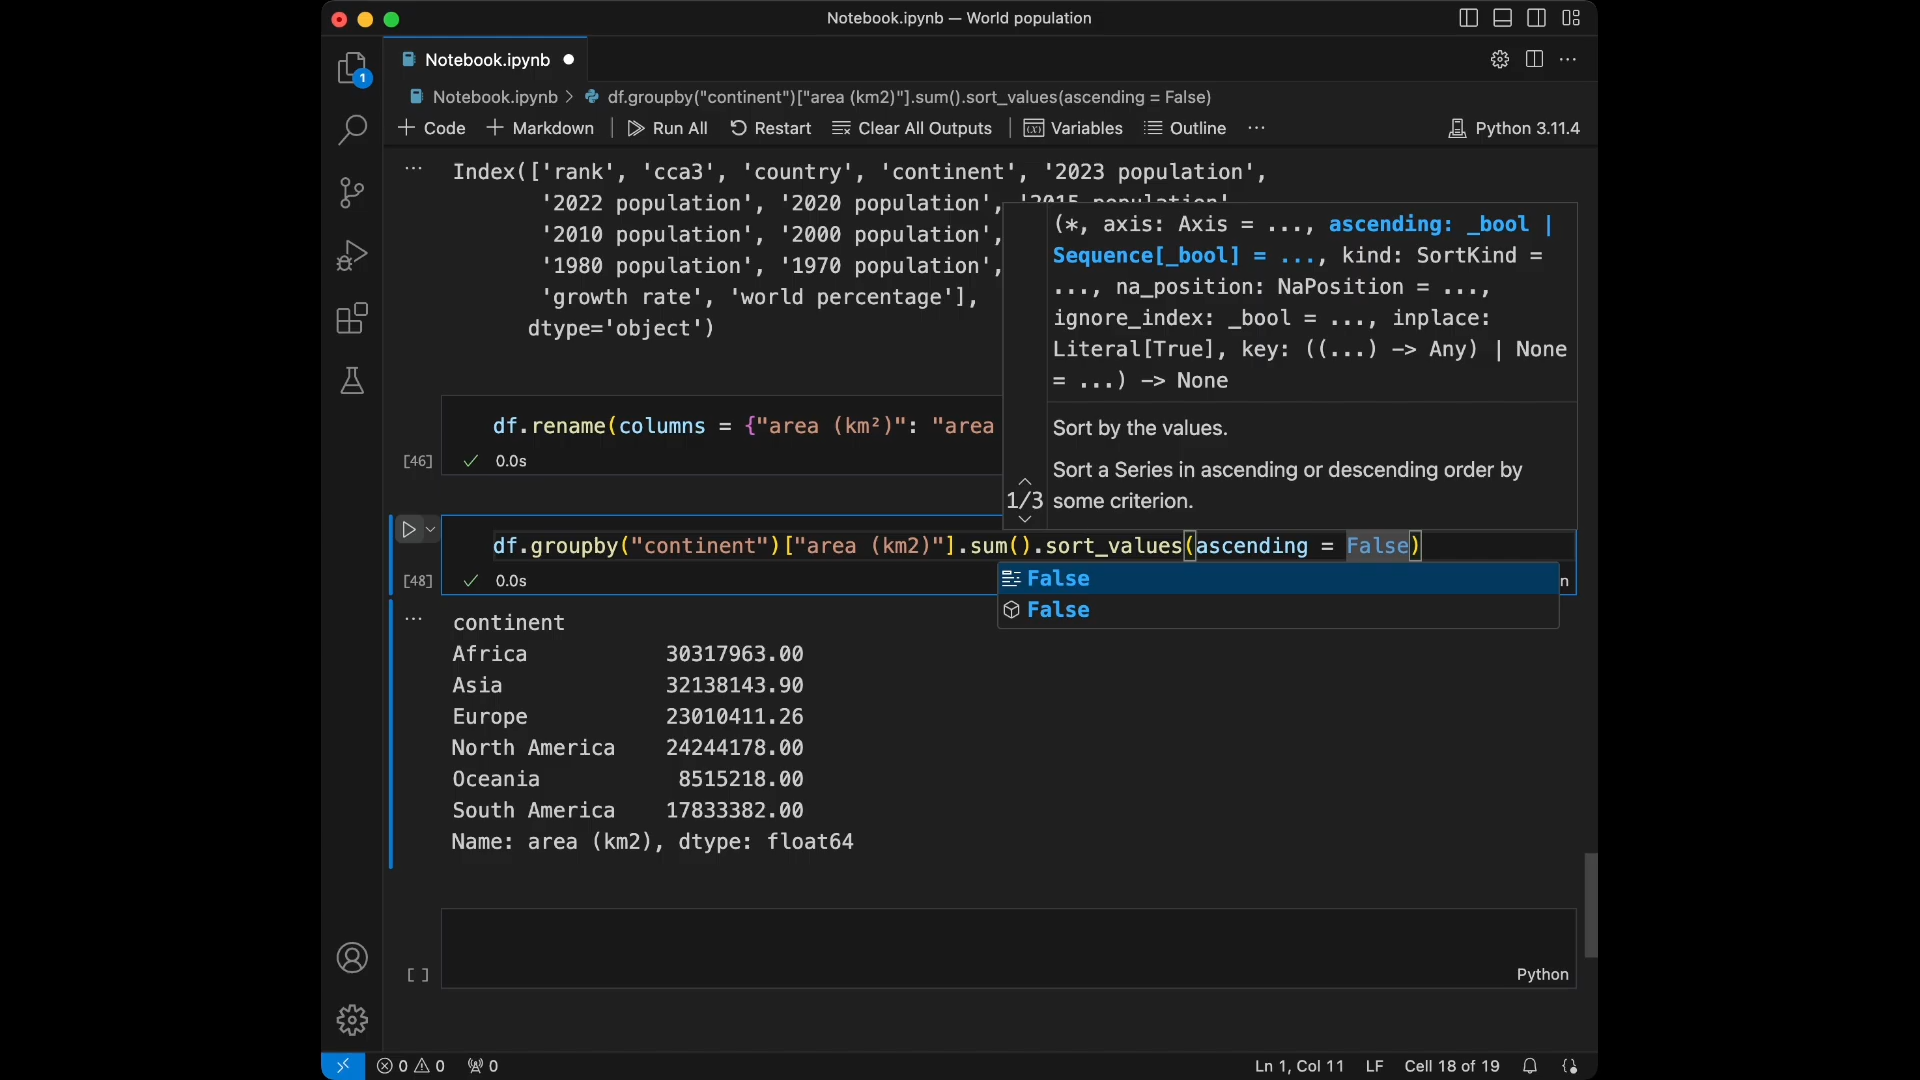 Notebook.ipynb — World population
Notebook.ipynb
1
Notebook.ipynb > df.groupby("continent")["area (km2)"].sum().sort_values(ascending = False)
+ Code + Markdown Run All Restart Clear All Outputs Variables Outline ... Python 3.11.4
... Index(['rank', 'cca3', 'country', 'continent', '2023 population',
'2022 population', '2020 population', '2015 population',
'2010 population', '2000 population',
'1980 population', '1970 population',
'growth rate', 'world percentage'],
dtype='object')
(*, axis: Axis = ..., ascending: _bool |
Sequence[_bool] = ..., kind: SortKind =
..., na_position: NaPosition = ...,
ignore_index: _bool = ..., inplace:
Literal[True], key: ((...) -> Any) | None
= ...) -> None
Sort by the values.
Sort a Series in ascending or descending order by
some criterion.
1/3
df.rename(columns = {"area (km²)": "area
[46] ✓ 0.0s
df.groupby("continent")["area (km2)"].sum().sort_values(ascending = False)
[48] ✓ 0.0s
n
False
False
... continent
Africa 30317963.00
Asia 32138143.90
Europe 23010411.26
North America 24244178.00
Oceania 8515218.00
South America 17833382.00
Name: area (km2), dtype: float64
[ ]
Python
0 0 0 Ln 1, Col 11 LF Cell 18 of 19